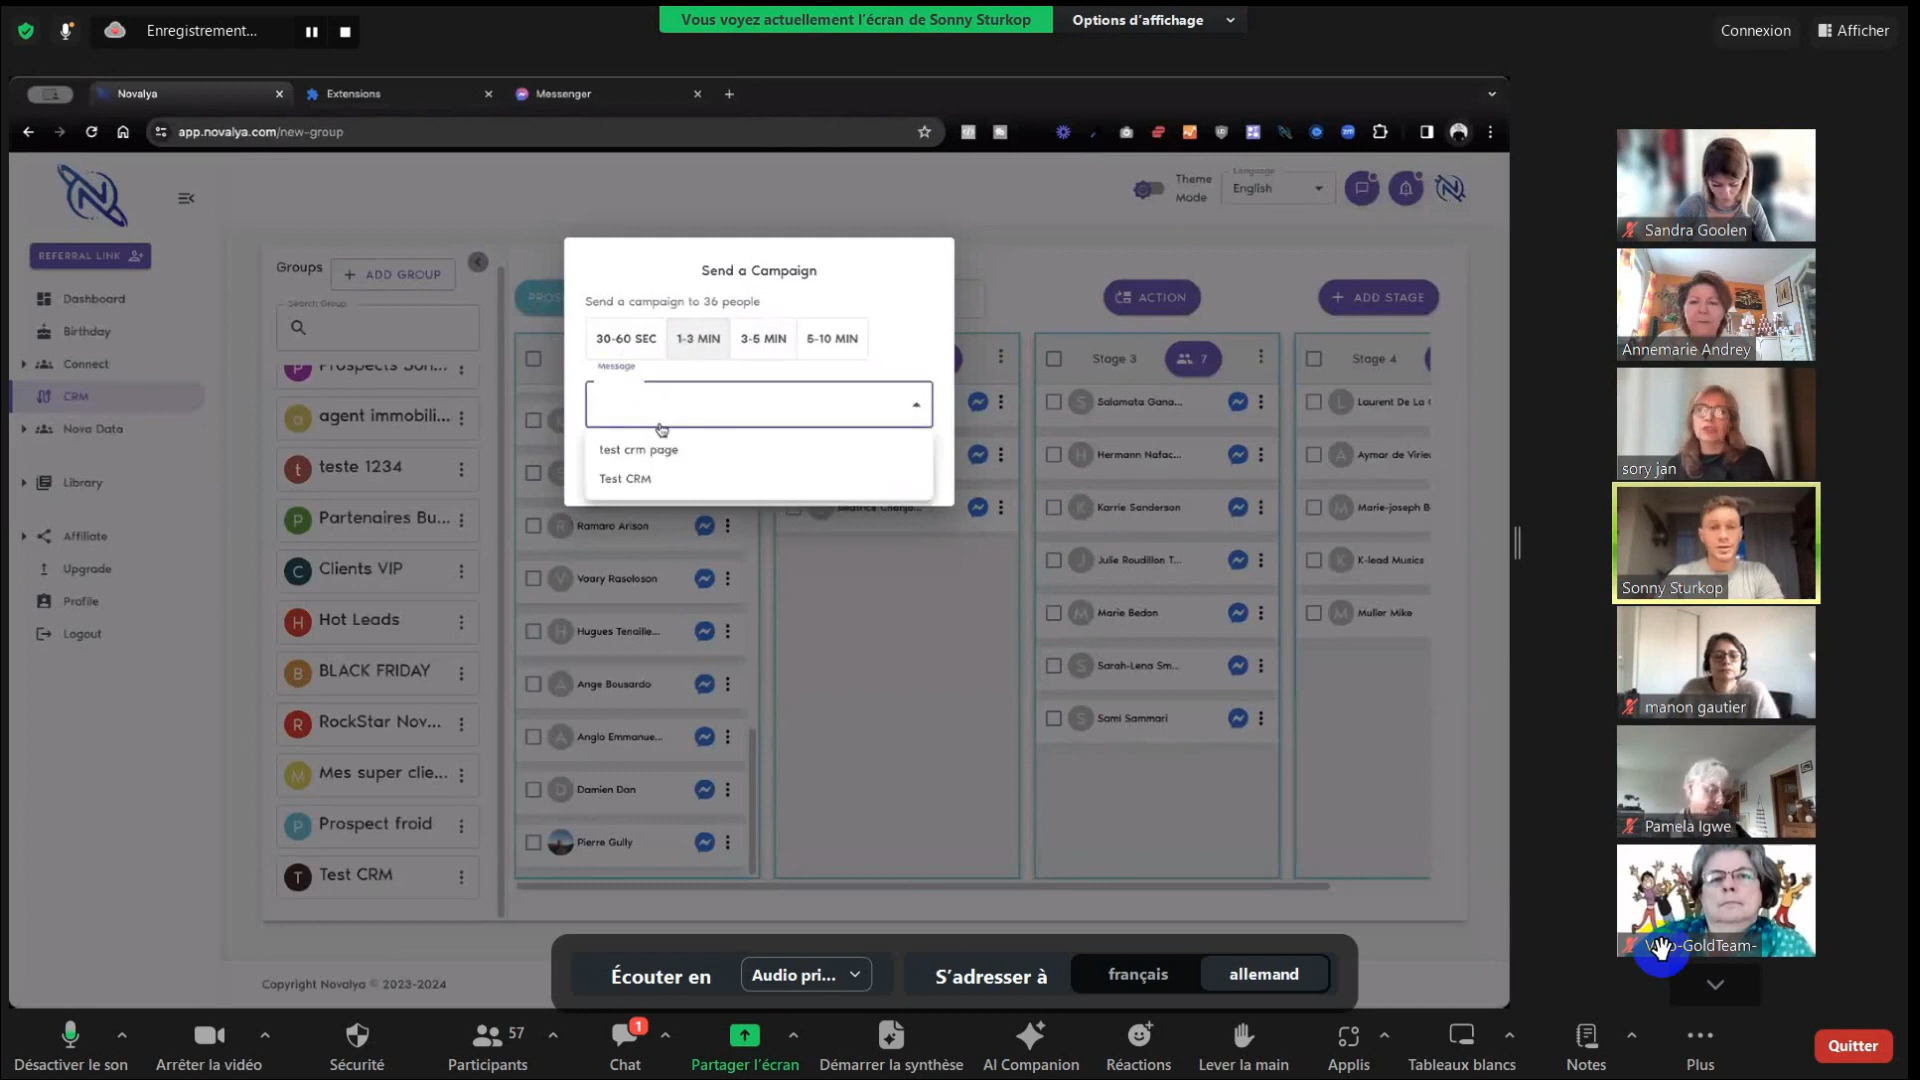 Enregistrement...
Vous voyez actuellement l'écran de Sonny Sturkop
Options d'affichage
Connexion
Afficher
Novalya
Extensions
Messenger
app.novalya.com/new-group
Theme
Mode
Language
English
REFERRAL LINK
Dashboard
Birthday
Connect
CRM
Nova Data
Library
Affiliate
Upgrade
Profile
Logout
Groups
+ ADD GROUP
Search Group
Prospects Son...
agent immobili...
teste 1234
Partenaires Bu...
Clients VIP
Hot Leads
BLACK FRIDAY
RockStar Nov...
Mes super clie...
Prospect froid
Test CRM
Send a Campaign
Send a campaign to 36 people
30-60 SEC
1-3 MIN
3-5 MIN
5-10 MIN
Message
test crm page
Test CRM
ACTION
+ ADD STAGE
Ramaro Arison
Voary Rasoloson
Hugues Tenaille...
Ange Bousardo
Anglo Emmanue...
Damien Dan
Pierre Gully
Stage 3
7
Salamata Gana...
Hermann Nafac...
Karrie Sanderson
Julie Roudillon T...
Marie Bedon
Sarah-Lena Sm...
Sami Sammari
Stage 4
Laurent De La
Aymar de Virieu
Marie-joseph B
K-lead Musics
Muller Mike
Copyright Novalya © 2023-2024
Écouter en
Audio pri...
S'adresser à
français
allemand
Sandra Goolen
Annemarie Andrey
sory jan
Sonny Sturkop
manon gautier
Pamela Igwe
-GoldTeam-
Désactiver le son
Arrêter la vidéo
Sécurité
57
Participants
1
Chat
Partager l'écran
Démarrer la synthèse
AI Companion
Réactions
Lever la main
Applis
Tableaux blancs
Notes
Plus
Quitter